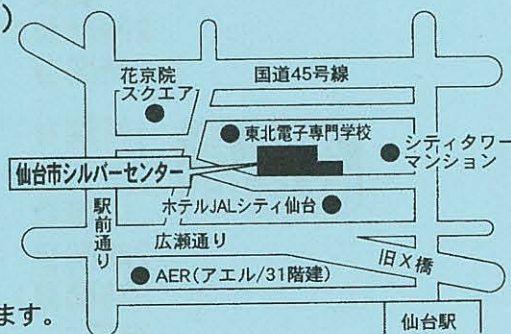 )
花京院
スクエア
国道45号線
東北電子専門学校
シティタワー
マンション
仙台市シルバーセンター
ホテルJALシティ仙台
駅前通り
広瀬通り
旧X橋
AER(アエル/31階建)
ます。
仙台駅